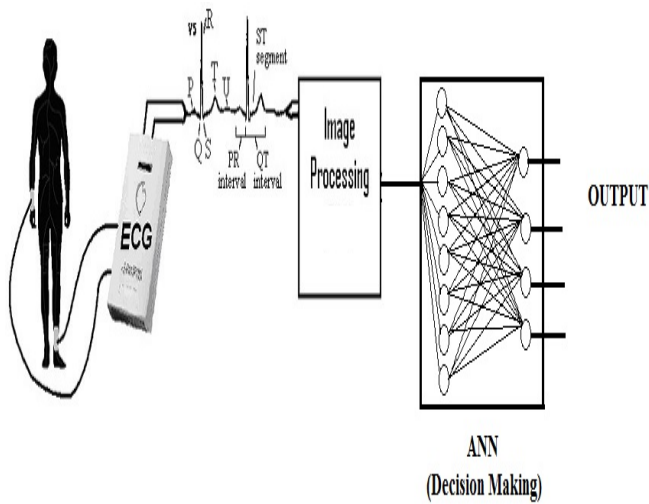 vs
R
ST
segment
P
T
U
Q
S
PR
interval
QT
interval
ECG
Image
Processing
OUTPUT
ANN
(Decision Making)